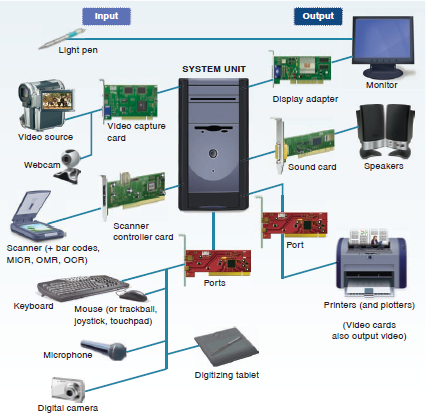 Input
Output
Light pen
SYSTEM UNIT
Monitor
Display adapter
Video source
Video capture
card
Webcam
Sound card
Speakers
Scanner
controller card
Scanner (+ bar codes,
MICR, OMR, OCR)
Port
Ports
Keyboard
Mouse (or trackball,
joystick, touchpad)
Printers (and plotters)
(Video cards
also output video)
Microphone
Digitizing tablet
Digital camera